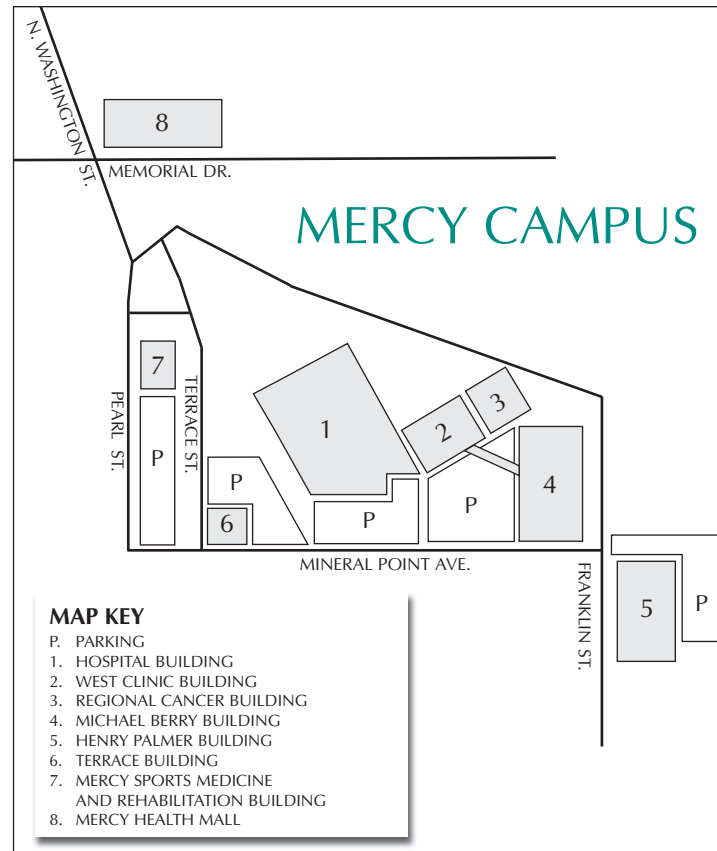 N. WASHINGTON ST.
8
MEMORIAL DR.
MERCY CAMPUS
7
PEARL ST.
TERRACE ST.
1
2
3
P
P
6
P
P
4
MINERAL POINT AVE.
FRANKLIN ST.
5
P
MAP KEY
P. PARKING
1. HOSPITAL BUILDING
2. WEST CLINIC BUILDING
3. REGIONAL CANCER BUILDING
4. MICHAEL BERRY BUILDING
5. HENRY PALMER BUILDING
6. TERRACE BUILDING
7. MERCY SPORTS MEDICINE
AND REHABILITATION BUILDING
8. MERCY HEALTH MALL